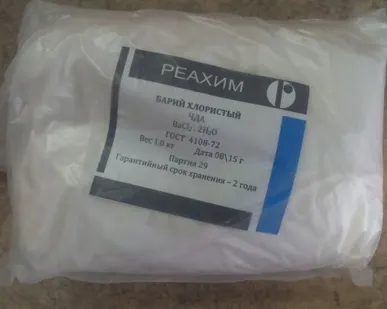 РЕАХИМ
БАРИЙ ХЛОРИСТЫЙ
ЧДА
BaCl₂ . 2H₂O
ГОСТ 4108-72
Вес 1,0 кг Дата 08\15 г
Партия 29
Гарантийный срок хранения – 2 года